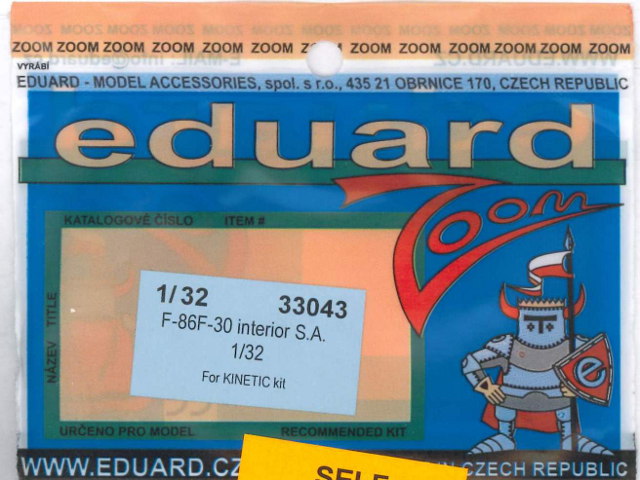 ZOOM ZOOM ZOOM ZOOM ZOOM ZOOM ZOOM ZOOM ZOOM ZOOM ZOOM ZOOM ZOOM
VYRÁBÍ
EDUARD - MODEL ACCESSORIES, spol. s r.o., 435 21 OBRNICE 170, CZECH REPUBLIC
eduard
Zoom
KATALOGOVÉ ČÍSLO ITEM #
NÁZEV TITLE
1/32 33043
F-86F-30 interior S.A.
1/32
For KINETIC kit
e
URČENO PRO MODEL RECOMMENDED KIT
WWW.EDUARD.CZ CZECH REPUBLIC